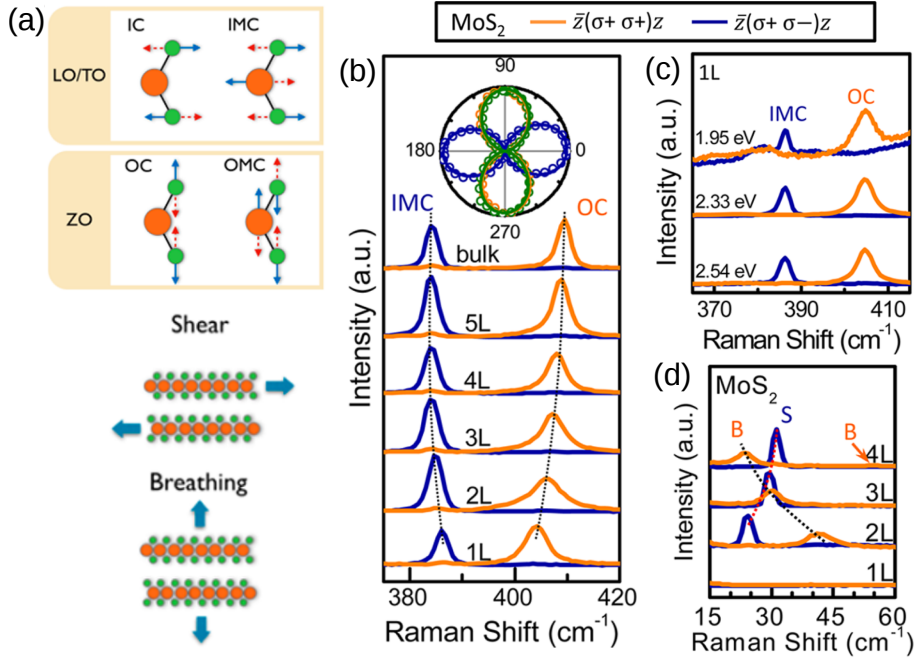 (a)
IC IMC
LO/TO
OC OMC
ZO
Shear
Breathing
MoS₂ z̄(σ+ σ+)z z̄(σ+ σ−)z
(b)
90
180 0
270
IMC OC
bulk
5L
4L
3L
2L
1L
Intensity (a.u.)
380 400 420
Raman Shift (cm⁻¹)
(c)
1L
IMC OC
1.95 eV
2.33 eV
2.54 eV
Intensity (a.u.)
365 390 415
Raman Shift (cm⁻¹)
(d)
MoS₂
B S B
4L
3L
2L
1L
Intensity (a.u.)
15 30 45 60
Raman Shift (cm⁻¹)